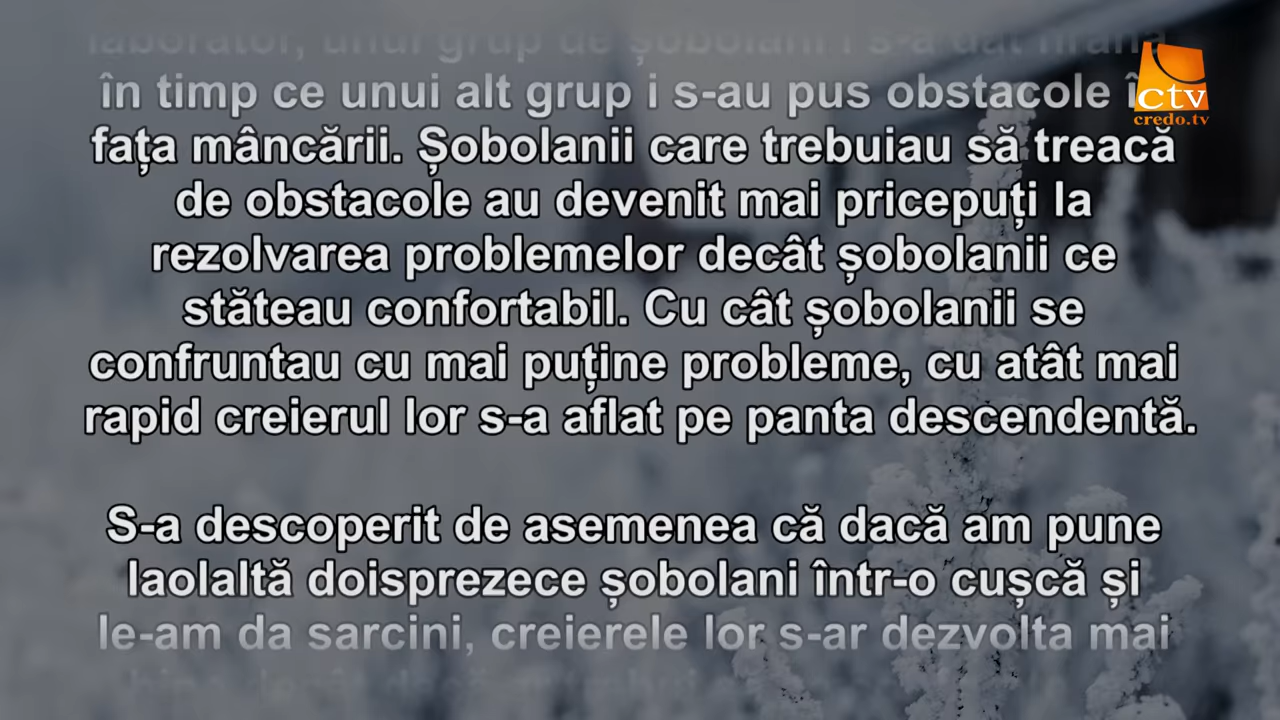 laborator, unui grup de șobolani i s-a dat hrană
în timp ce unui alt grup i s-au pus obstacole în
fața mâncării. Șobolanii care trebuiau să treacă
de obstacole au devenit mai pricepuți la
rezolvarea problemelor decât șobolanii ce
stăteau confortabil. Cu cât șobolanii se
confruntau cu mai puține probleme, cu atât mai
rapid creierul lor s-a aflat pe panta descendentă.
S-a descoperit de asemenea că dacă am pune
laolaltă doisprezece șobolani într-o cușcă și
le-am da sarcini, creierele lor s-ar dezvolta mai
ctv
credo.tv